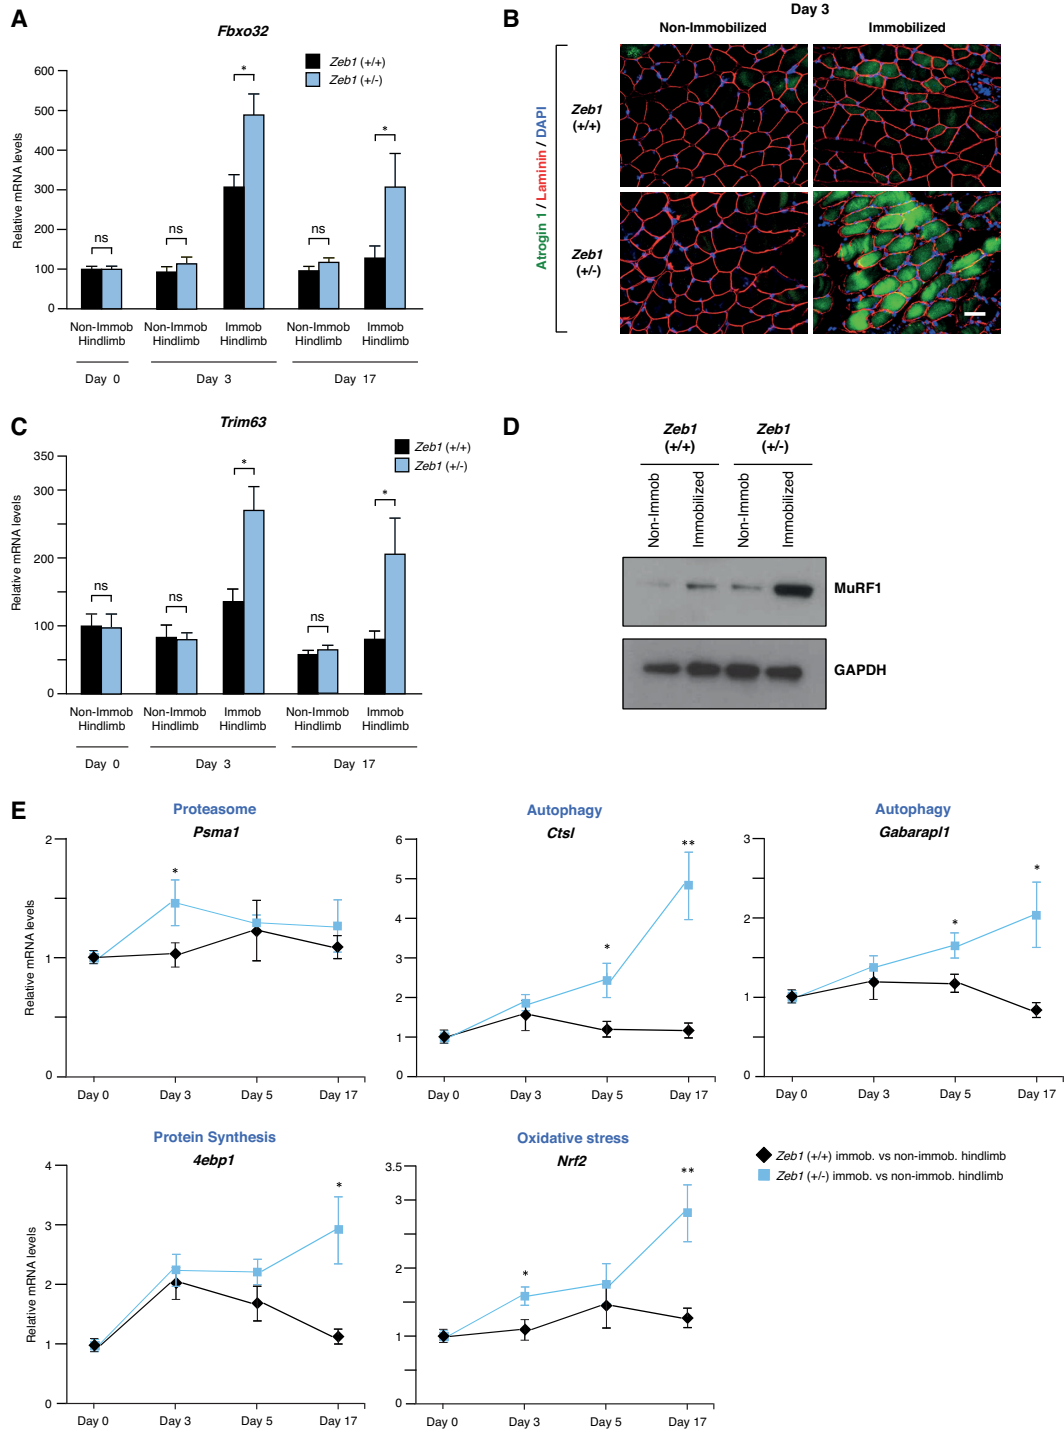 A
Fbxo32
Zeb1 (+/+)
Zeb1 (+/-)
Relative mRNA levels
600
500
400
300
200
100
0
ns
ns
*
ns
*
Non-Immob Hindlimb
Non-Immob Hindlimb
Immob Hindlimb
Non-Immob Hindlimb
Immob Hindlimb
Day 0
Day 3
Day 17
B
Day 3
Non-Immobilized
Immobilized
Atrogin 1 / Laminin / DAPI
Zeb1
(+/+)
Zeb1
(+/-)
C
Trim63
Zeb1 (+/+)
Zeb1 (+/-)
Relative mRNA levels
350
300
200
100
0
ns
ns
*
ns
*
Non-Immob Hindlimb
Non-Immob Hindlimb
Immob Hindlimb
Non-Immob Hindlimb
Immob Hindlimb
Day 0
Day 3
Day 17
D
Zeb1
(+/+)
Zeb1
(+/-)
Non-Immob
Immobilized
Non-Immob
Immobilized
MuRF1
GAPDH
E
Proteasome
Psma1
Relative mRNA levels
2
1
0
*
Day 0
Day 3
Day 5
Day 17
Autophagy
Ctsl
6
5
4
3
2
1
0
*
**
Day 0
Day 3
Day 5
Day 17
Autophagy
Gabarapl1
3
2
1
0
*
*
Day 0
Day 3
Day 5
Day 17
Protein Synthesis
4ebp1
Relative mRNA levels
4
3
2
1
0
*
Day 0
Day 3
Day 5
Day 17
Oxidative stress
Nrf2
3.5
3
2
1
0
*
**
Day 0
Day 3
Day 5
Day 17
Zeb1 (+/+) immob. vs non-immob. hindlimb
Zeb1 (+/-) immob. vs non-immob. hindlimb